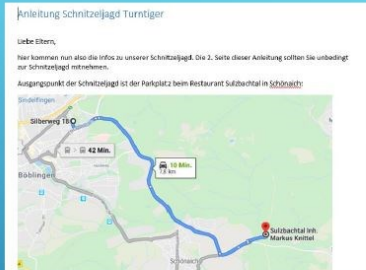 Anleitung Schnitzeljagd Turntiger
Liebe Eltern,
hier kommen nun also die Infos zu unserer Schnitzeljagd. Die 2. Seite dieser Anleitung sollten Sie unbedingt
zur Schnitzeljagd mitnehmen.
Ausgangspunkt der Schnitzeljagd ist der Parkplatz beim Restaurant Sulzbachtal in Schönaich:
Sindelfingen
Silberweg 18
42 Min.
10 Min.
7,8 km
Böblingen
Sulzbachtal Inh.
Markus Knittel
Schönaich